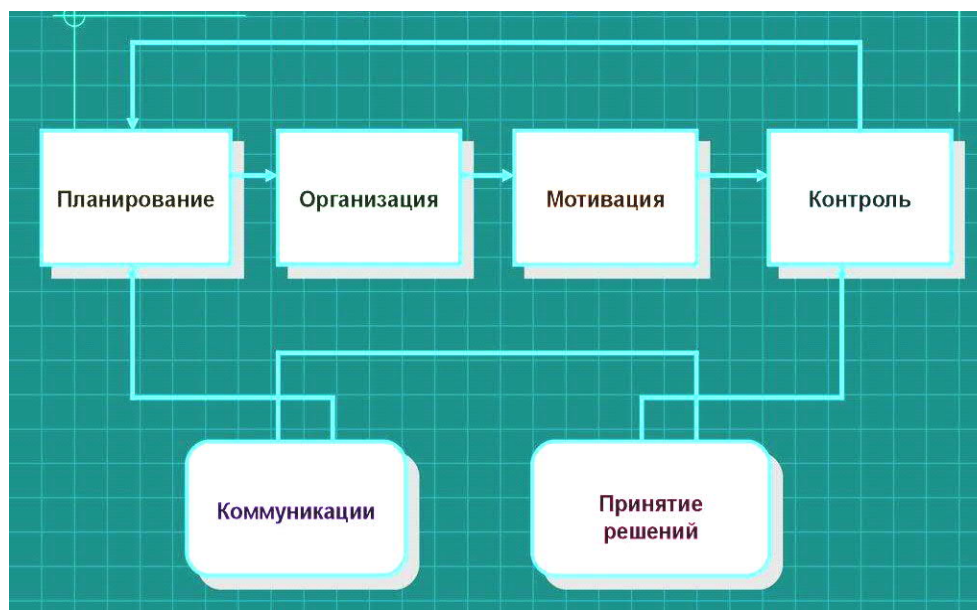 Планирование
Организация
Мотивация
Контроль
Коммуникации
Принятие
решений